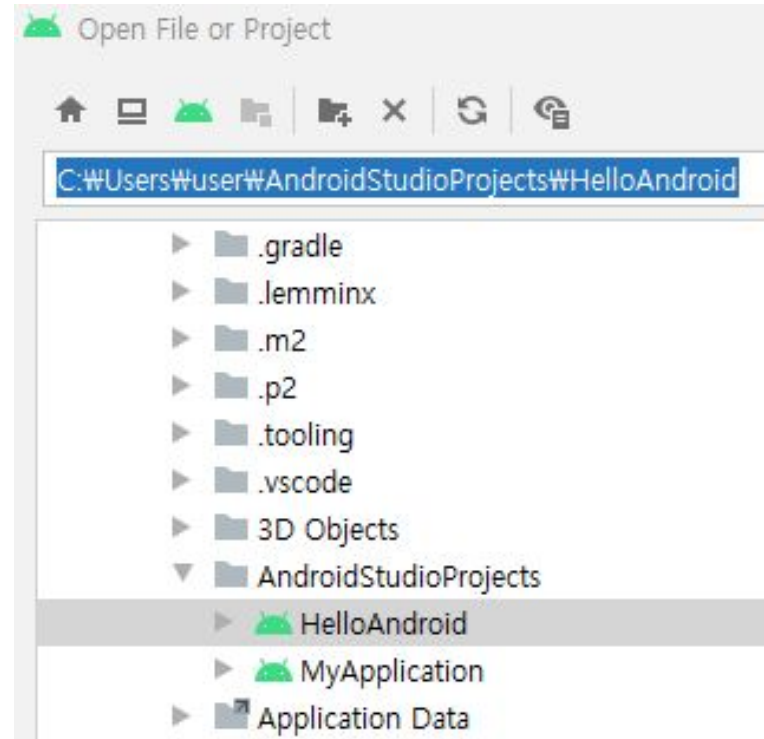 Open File or Project
C:₩Users₩user₩AndroidStudioProjects₩HelloAndroid
.gradle
.lemminx
.m2
.p2
.tooling
.vscode
3D Objects
AndroidStudioProjects
HelloAndroid
MyApplication
Application Data